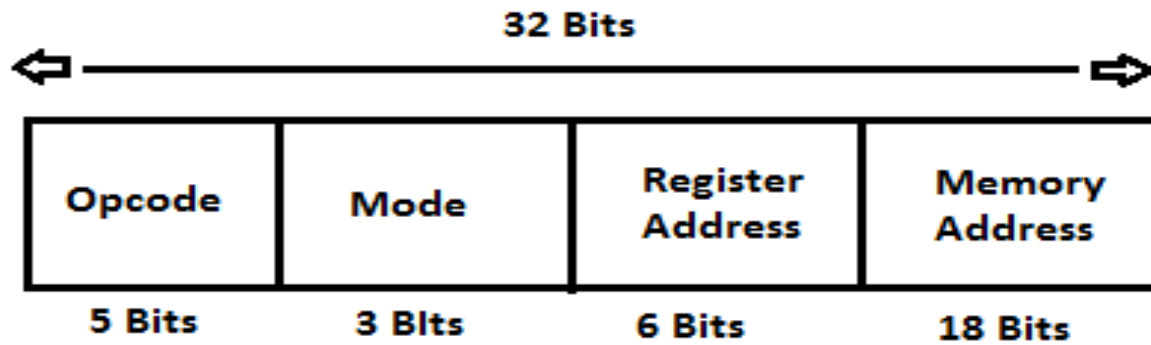 32 Bits
Opcode
Mode
Register
Address
Memory
Address
5 Bits
3 BIts
6 Bits
18 Bits